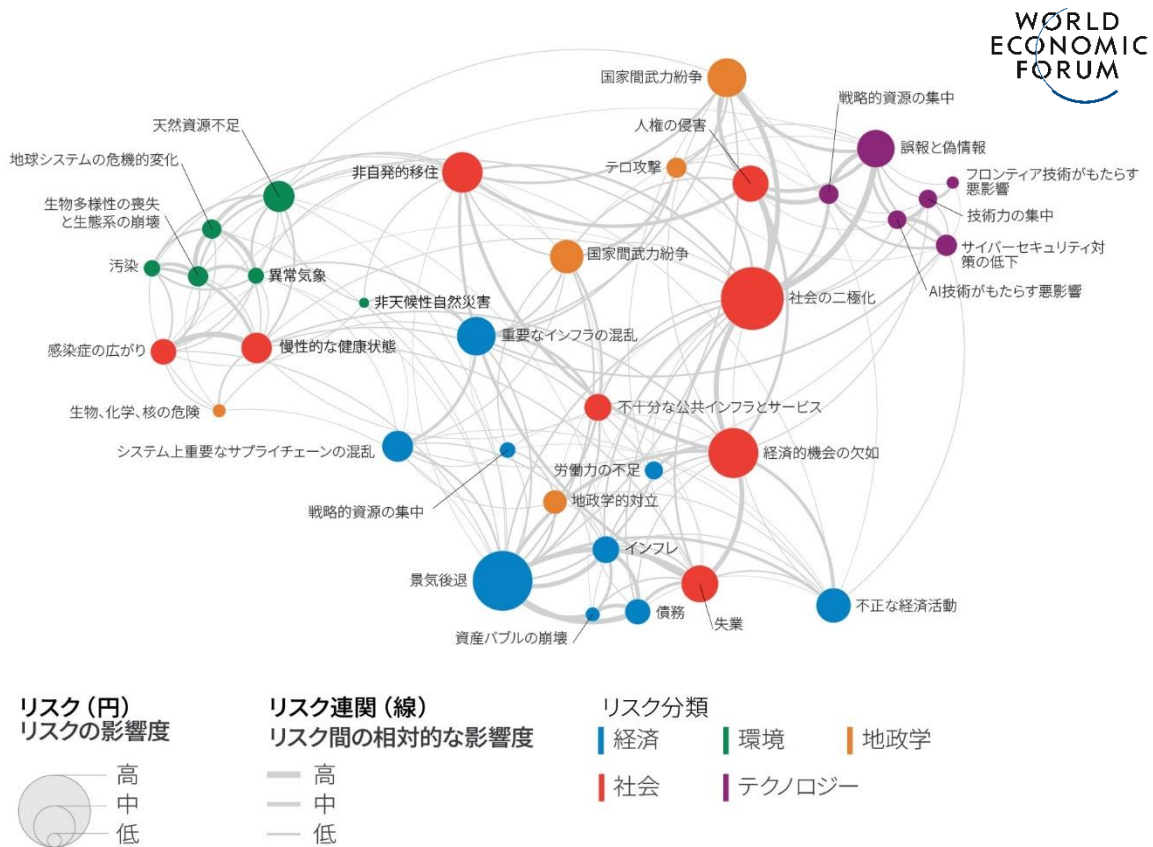 WORLD
ECONOMIC
FORUM
国家間武力紛争
戦略的資源の集中
天然資源不足
人権の侵害
地球システムの危機的変化
非自発的移住
テロ攻撃
誤報と偽情報
フロンティア技術がもたらす
悪影響
生物多様性の喪失
と生態系の崩壊
技術力の集中
汚染
異常気象
国家間武力紛争
サイバーセキュリティ対
策の低下
非天候性自然災害
社会の二極化
AI技術がもたらす悪影響
重要なインフラの混乱
感染症の広がり
慢性的な健康状態
生物、化学、核の危険
不十分な公共インフラとサービス
システム上重要なサプライチェーンの混乱
経済的機会の欠如
労働力の不足
戦略的資源の集中
地政学的対立
インフレ
景気後退
不正な経済活動
債務
失業
資産バブルの崩壊
リスク（円）
リスクの影響度
高
中
低
リスク連関（線）
リスク間の相対的な影響度
高
中
低
リスク分類
経済
環境
地政学
社会
テクノロジー